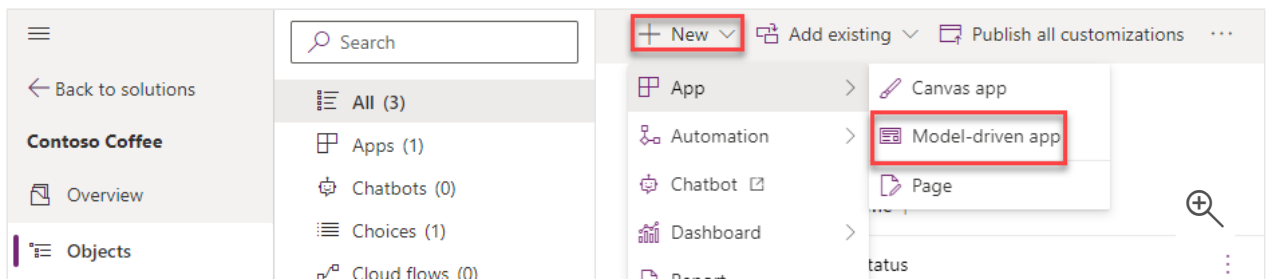 Back to solutions
Contoso Coffee
Overview
Objects
Search
All (3)
Apps (1)
Chatbots (0)
Choices (1)
Cloud flows (0)
New
Add existing
Publish all customizations
App
Automation
Chatbot
Dashboard
Report
Canvas app
Model-driven app
Page
tatus